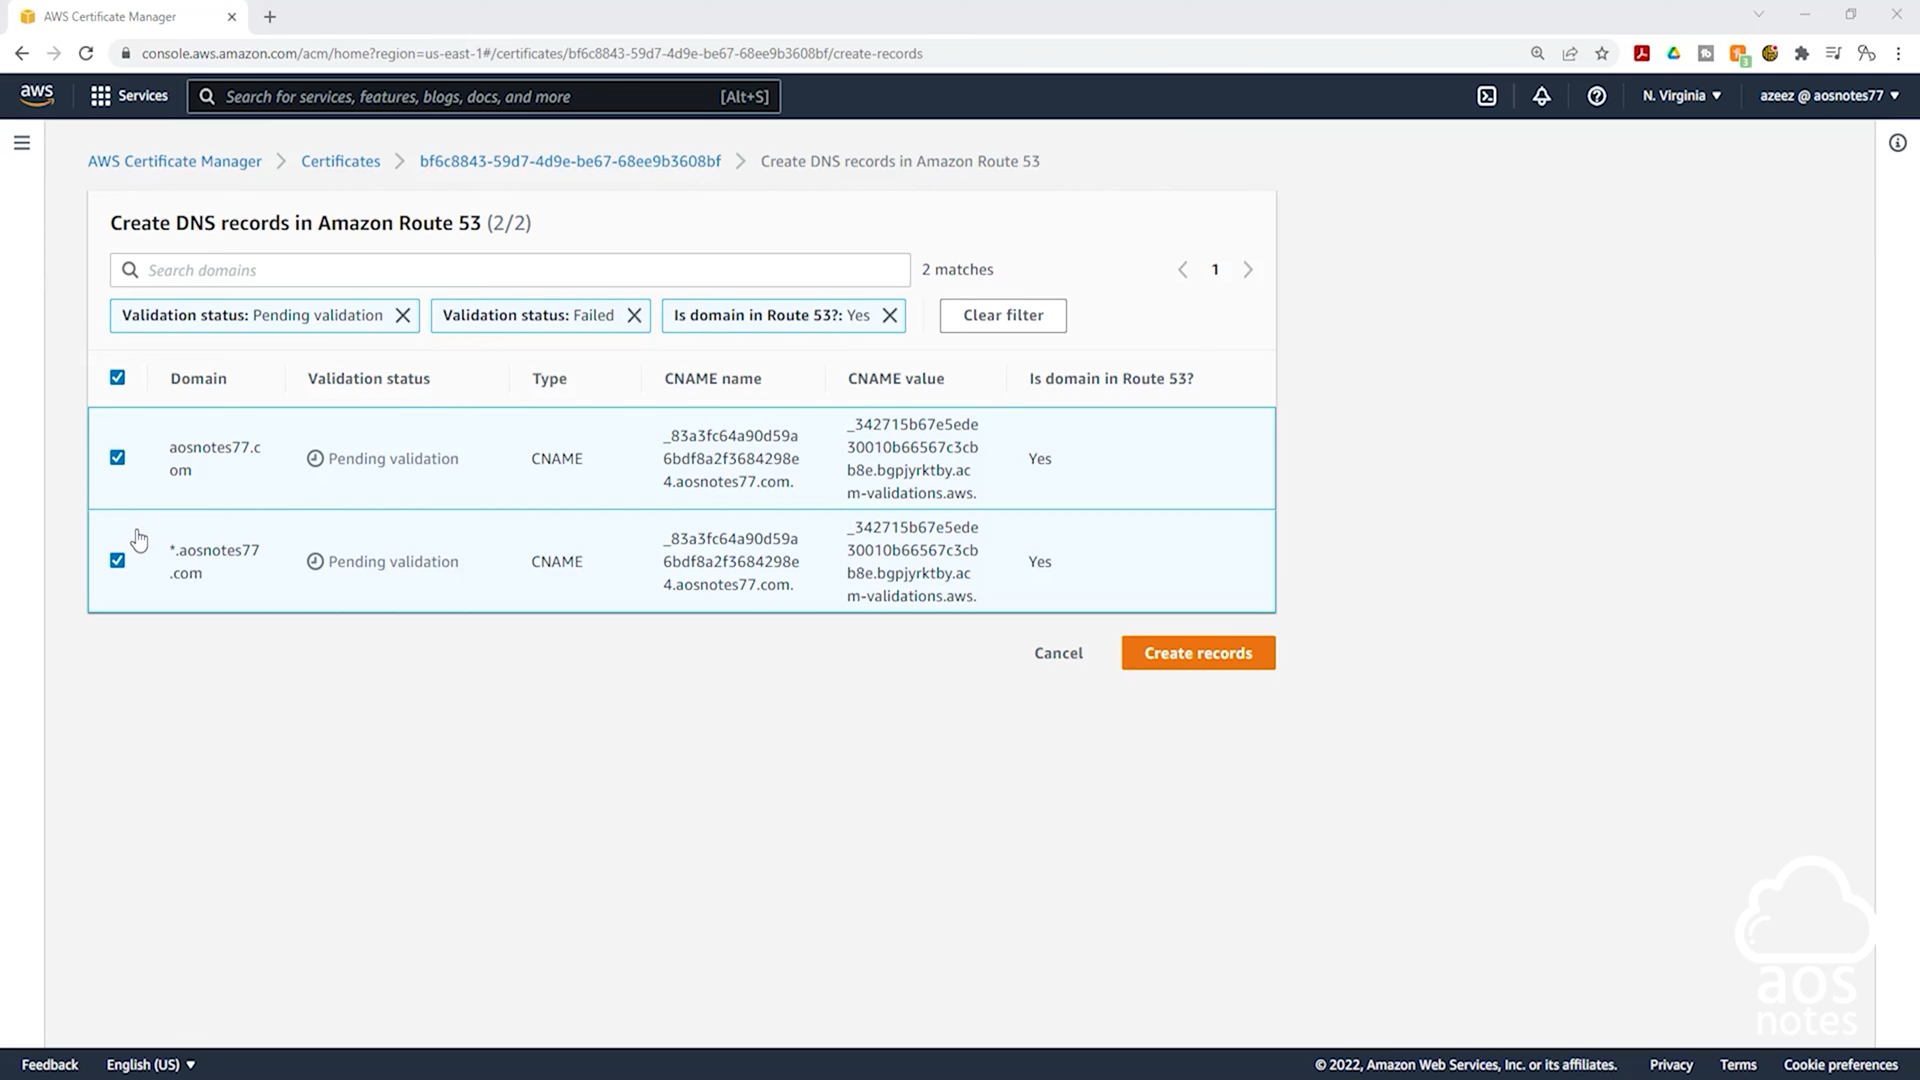 AWS Certificate Manager
console.aws.amazon.com/acm/home?region=us-east-1#/certificates/bf6c8843-59d7-4d9e-be67-68ee9b3608bf/create-records
3
aws
Services
Search for services, features, blogs, docs, and more
[Alt+S]
N. Virginia
azeez @ aosnotes77
AWS Certificate Manager
Certificates
bf6c8843-59d7-4d9e-be67-68ee9b3608bf
Create DNS records in Amazon Route 53
Create DNS records in Amazon Route 53 (2/2)
Search domains
2 matches
1
Validation status: Pending validation
Validation status: Failed
Is domain in Route 53?: Yes
Clear filter
Domain
Validation status
Type
CNAME name
CNAME value
Is domain in Route 53?
aosnotes77.c
om
Pending validation
CNAME
_83a3fc64a90d59a
6bdf8a2f3684298e
4.aosnotes77.com.
_342715b67e5ede
30010b66567c3cb
b8e.bgpjyrktby.ac
m-validations.aws.
Yes
*.aosnotes77
.com
Pending validation
CNAME
_83a3fc64a90d59a
6bdf8a2f3684298e
4.aosnotes77.com.
_342715b67e5ede
30010b66567c3cb
b8e.bgpjyrktby.ac
m-validations.aws.
Yes
Cancel
Create records
aos
notes
Feedback
English (US)
© 2022, Amazon Web Services, Inc. or its affiliates.
Privacy
Terms
Cookie preferences